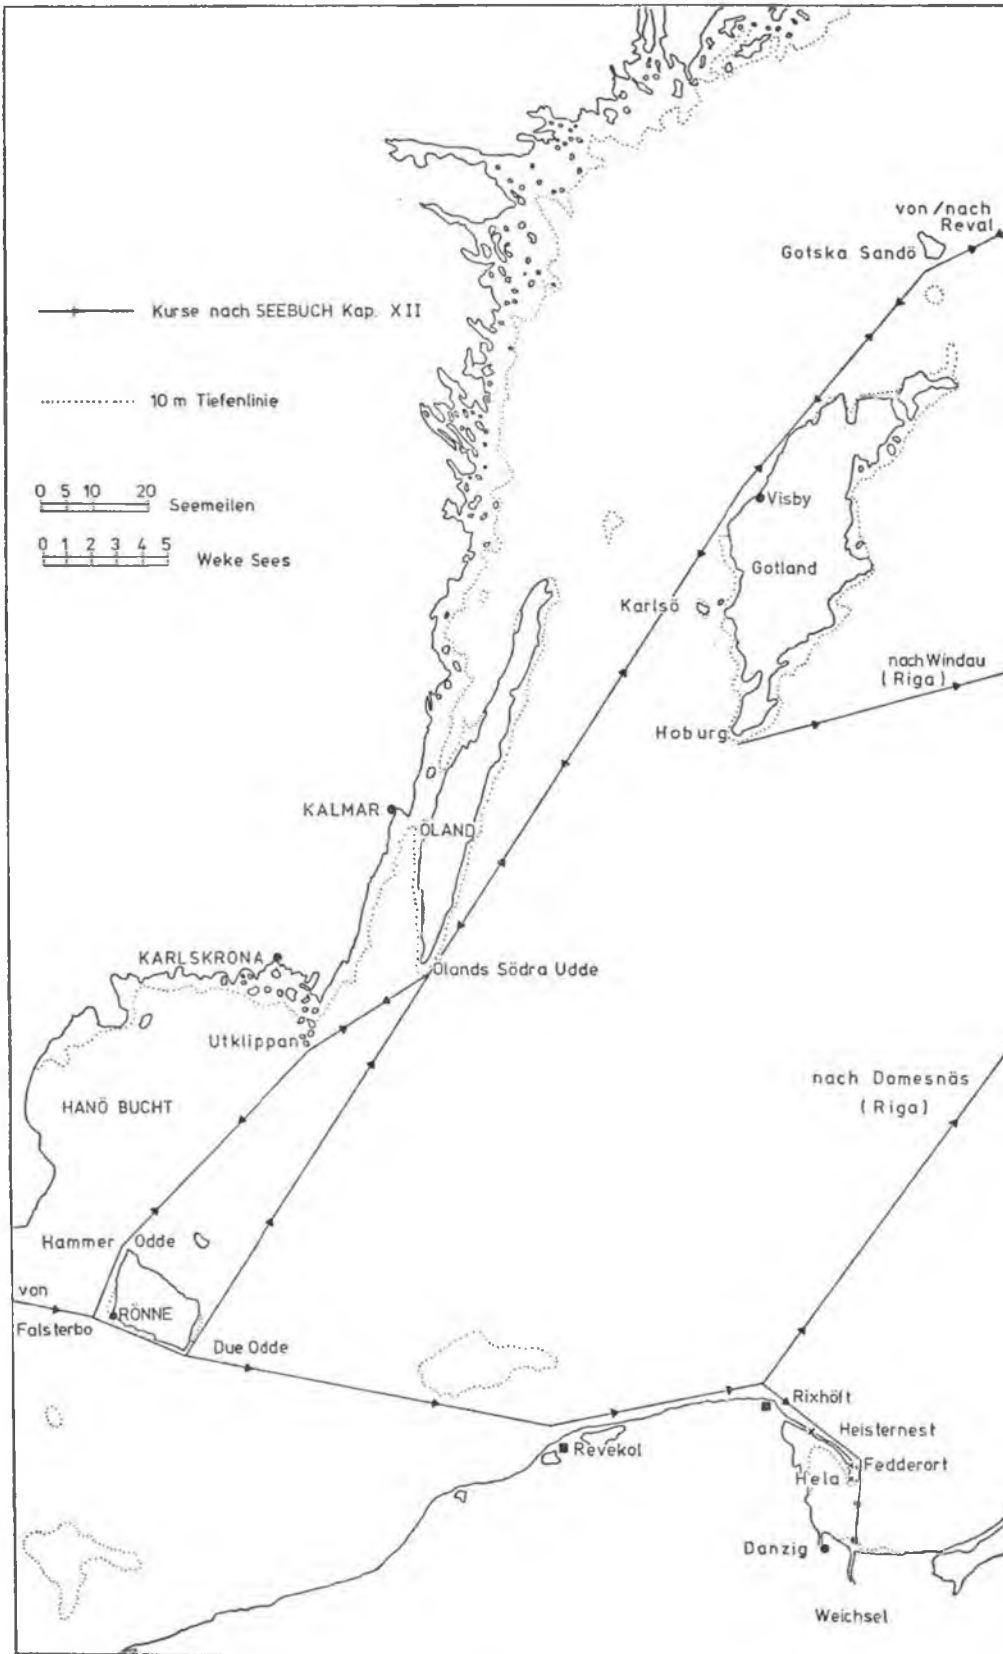 von/nach
Reval
Gotska Sandö
Kurse nach SEEBUCH Kap. XII
10 m Tiefenlinie
0 5 10 20
Seemeilen
0 1 2 3 4 5
Weke Sees
Visby
Gotland
Karlsö
nach Windau
(Riga)
Hoburg
KALMAR
ÖLAND
KARLSKRONA
Ölands Södra Udde
Utklippan
nach Domesnäs
(Riga)
HANÖ BUCHT
Hammer Odde
von
Falsterbo
RÖNNE
Due Odde
Rixhöft
Heisternest
Revekol
Fedderort
Hela
Danzig
Weichsel